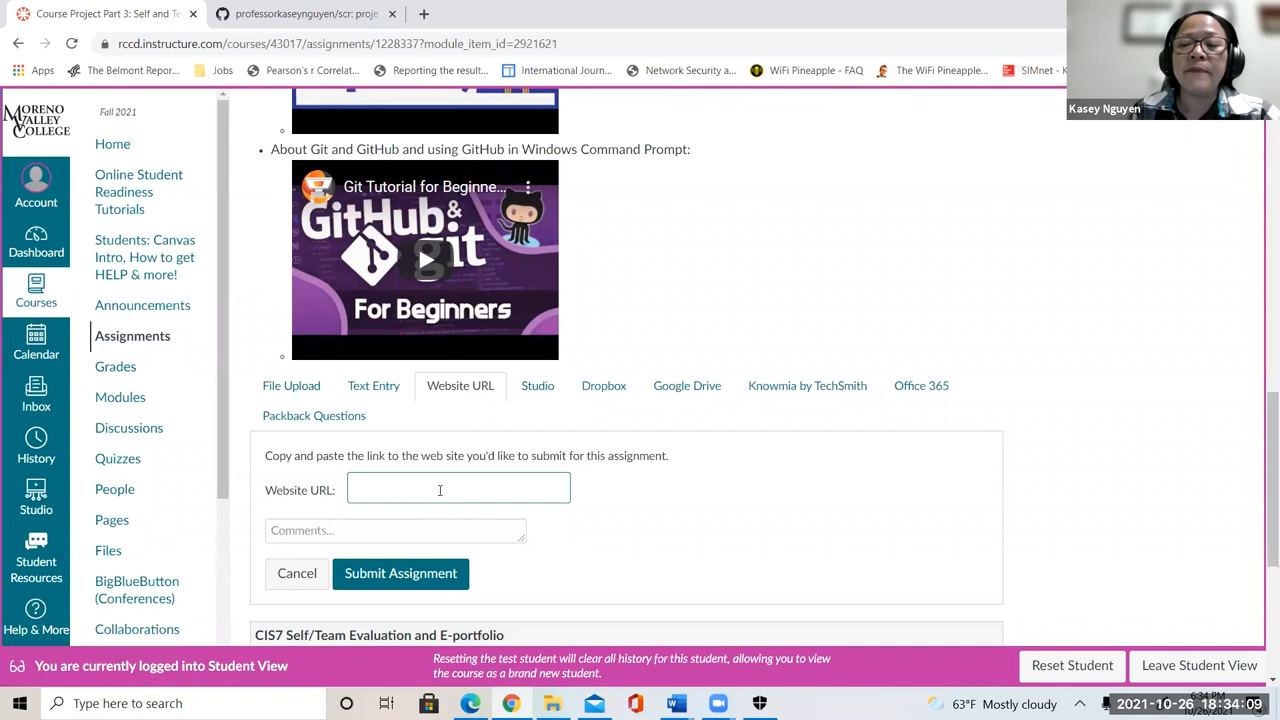 Course Project Part 3: Self and Te
professorkaseynguyen/scr: proje
rccd.instructure.com/courses/43017/assignments/1228337?module_item_id=2921621
Apps
The Belmont Repor...
Jobs
Pearson's r Correlat...
Reporting the result...
International Journ...
Network Security a...
WiFi Pineapple - FAQ
The WiFi Pineapple...
SIMnet - K
Kasey Nguyen
MORENO
VALLEY
COLLEGE
Account
Dashboard
Courses
Calendar
Inbox
History
Studio
Student
Resources
Help & More
Fall 2021
Home
Online Student
Readiness
Tutorials
Students: Canvas
Intro, How to get
HELP & more!
Announcements
Assignments
Grades
Modules
Discussions
Quizzes
People
Pages
Files
BigBlueButton
(Conferences)
Collaborations
About Git and GitHub and using GitHub in Windows Command Prompt:
Git Tutorial for Beginne...
GitHub &
git
For Beginners
File Upload
Text Entry
Website URL
Studio
Dropbox
Google Drive
Knowmia by TechSmith
Office 365
Packback Questions
Copy and paste the link to the web site you'd like to submit for this assignment.
Website URL:
Comments...
Cancel
Submit Assignment
CIS7 Self/Team Evaluation and E-portfolio
You are currently logged into Student View
Resetting the test student will clear all history for this student, allowing you to view
the course as a brand new student.
Reset Student
Leave Student View
Type here to search
63°F Mostly cloudy
2021-10-26 18:34:09